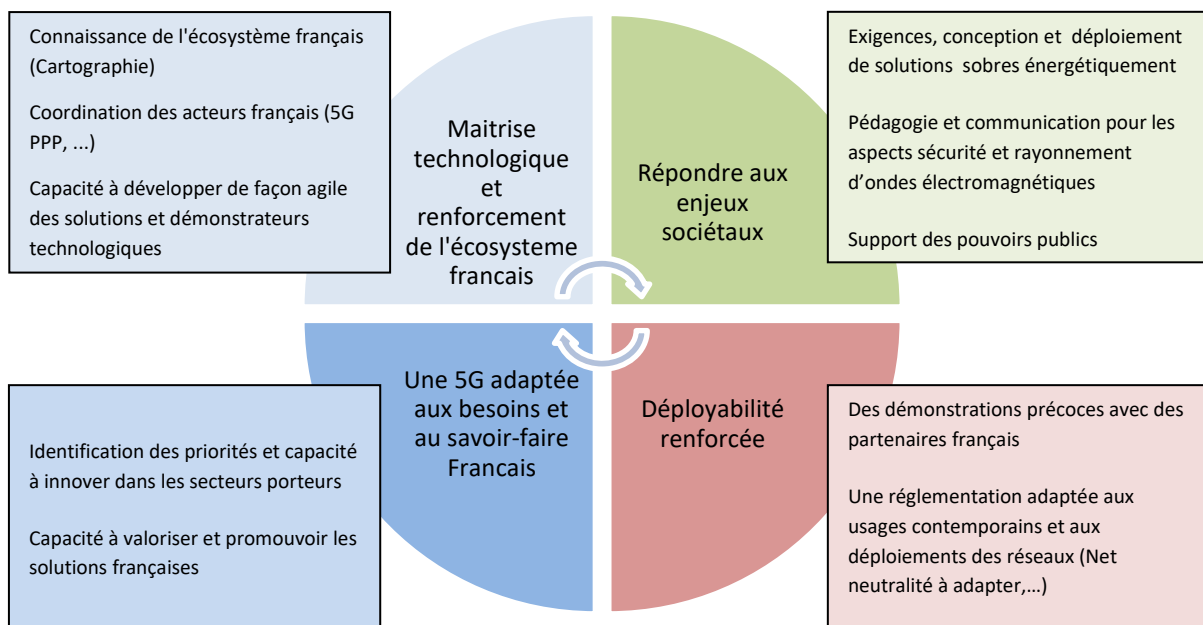 Connaissance de l'écosystème français
(Cartographie)
Coordination des acteurs français (5G
PPP, ...)
Capacité à développer de façon agile
des solutions et démonstrateurs
technologiques
Maitrise
technologique
et
renforcement
de l'écosysteme
francais
Répondre aux
enjeux
sociétaux
Exigences, conception et déploiement
de solutions sobres énergétiquement
Pédagogie et communication pour les
aspects sécurité et rayonnement
d’ondes électromagnétiques
Support des pouvoirs publics
Identification des priorités et capacité
à innover dans les secteurs porteurs
Capacité à valoriser et promouvoir les
solutions françaises
Une 5G adaptée
aux besoins et
au savoir-faire
Francais
Déployabilité
renforcée
Des démonstrations précoces avec des
partenaires français
Une réglementation adaptée aux
usages contemporains et aux
déploiements des réseaux (Net
neutralité à adapter,…)